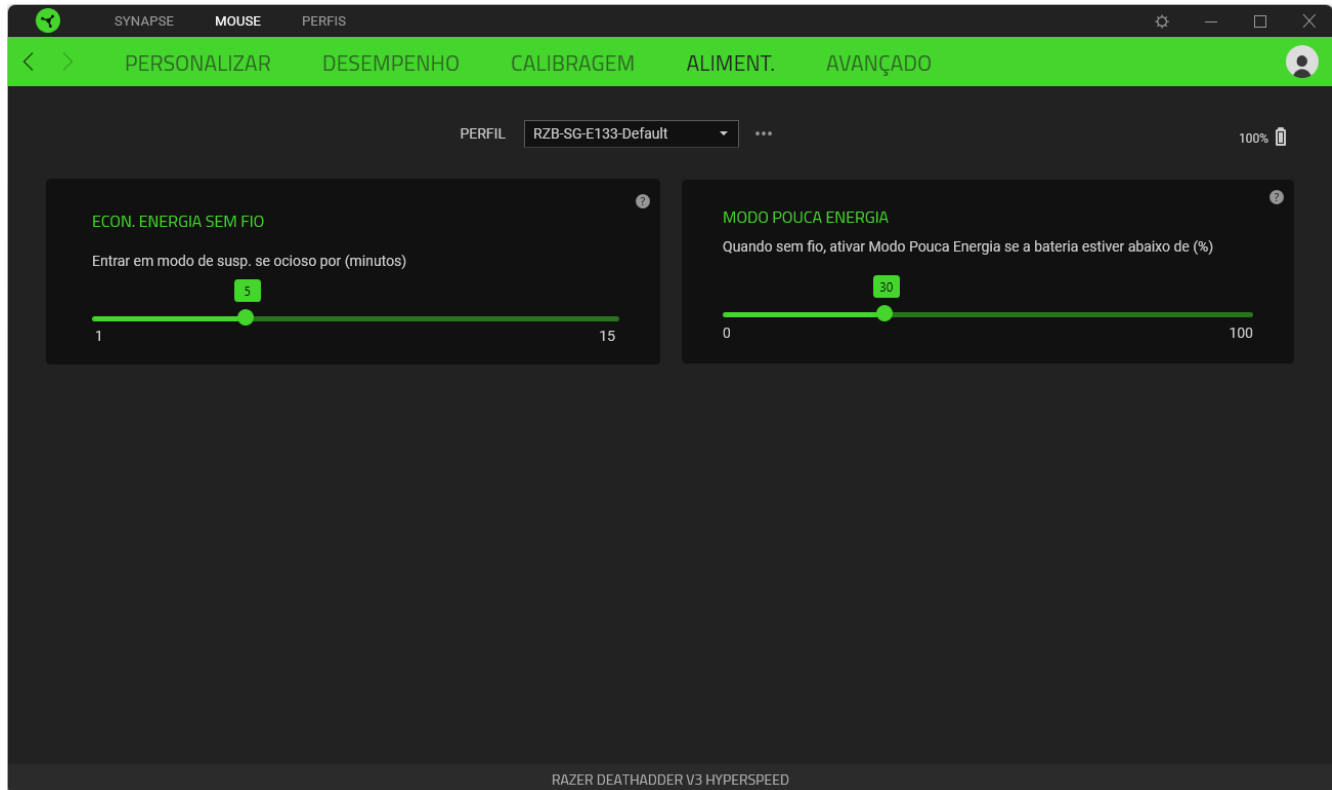 SYNAPSE MOUSE PERFIS
PERSONALIZAR DESEMPENHO CALIBRAGEM ALIMENT. AVANÇADO
PERFIL RZB-SG-E133-Default
100%
ECON. ENERGIA SEM FIO
Entrar em modo de susp. se ocioso por (minutos)
5
1 15
MODO POUCA ENERGIA
Quando sem fio, ativar Modo Pouca Energia se a bateria estiver abaixo de (%)
30
0 100
RAZER DEATHADDER V3 HYPERSPEED